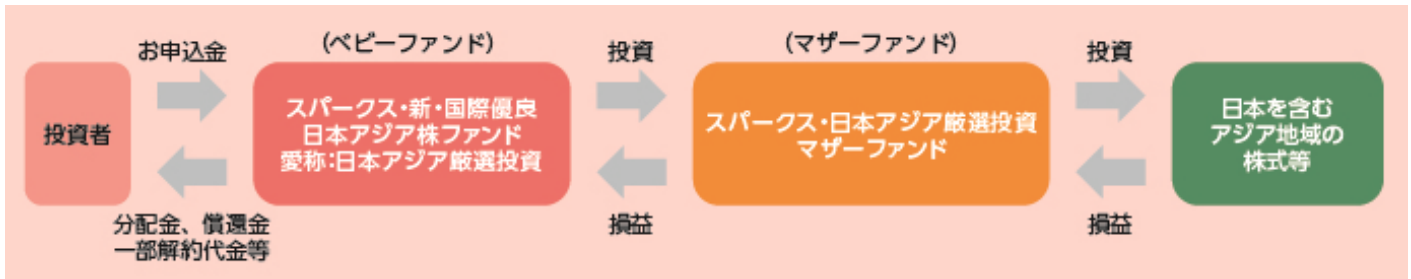 お申込金
(ベビーファンド)
投資
(マザーファンド)
投資
投資者
スパークス・新・国際優良
日本アジア株ファンド
愛称:日本アジア厳選投資
スパークス・日本アジア厳選投資
マザーファンド
日本を含む
アジア地域の
株式等
分配金、償還金
一部解約代金等
損益
損益